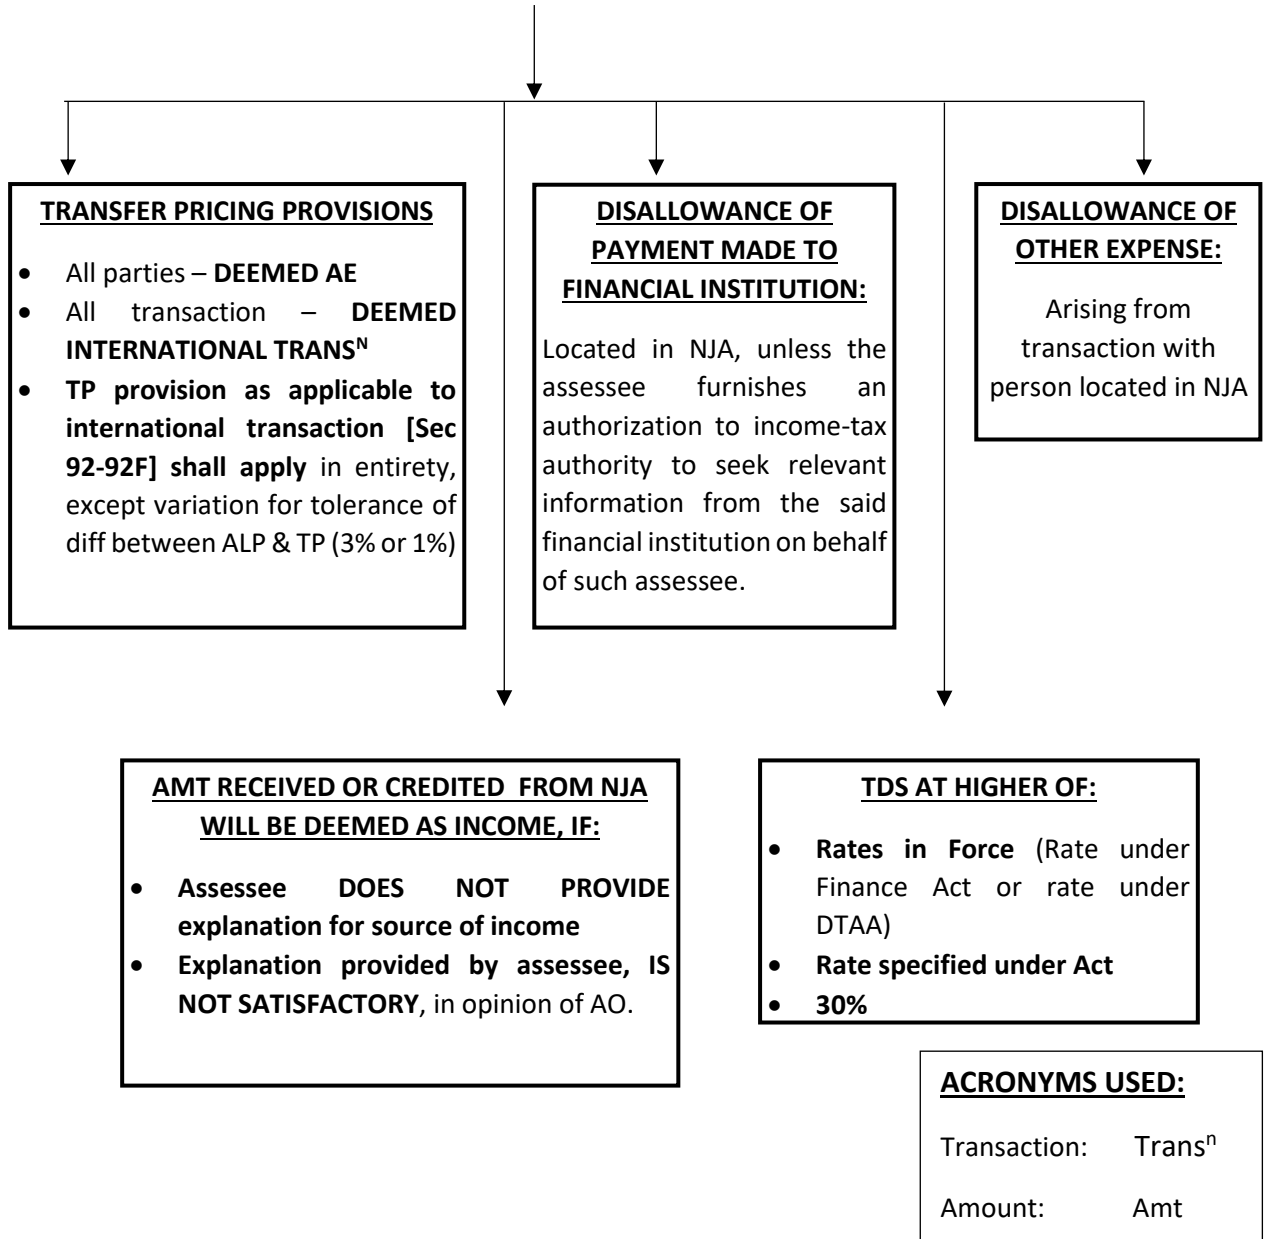 TRANSFER PRICING PROVISIONS
• All parties – DEEMED AE
• All transaction – DEEMED
INTERNATIONAL TRANSᴺ
• TP provision as applicable to
international transaction [Sec
92-92F] shall apply in entirety,
except variation for tolerance of
diff between ALP & TP (3% or 1%)
DISALLOWANCE OF
PAYMENT MADE TO
FINANCIAL INSTITUTION:
Located in NJA, unless the
assessee furnishes an
authorization to income-tax
authority to seek relevant
information from the said
financial institution on behalf
of such assessee.
DISALLOWANCE OF
OTHER EXPENSE:
Arising from
transaction with
person located in NJA
AMT RECEIVED OR CREDITED FROM NJA
WILL BE DEEMED AS INCOME, IF:
• Assessee DOES NOT PROVIDE
explanation for source of income
• Explanation provided by assessee, IS
NOT SATISFACTORY, in opinion of AO.
TDS AT HIGHER OF:
• Rates in Force (Rate under
Finance Act or rate under
DTAA)
• Rate specified under Act
• 30%
ACRONYMS USED:
Transaction: Transⁿ
Amount: Amt